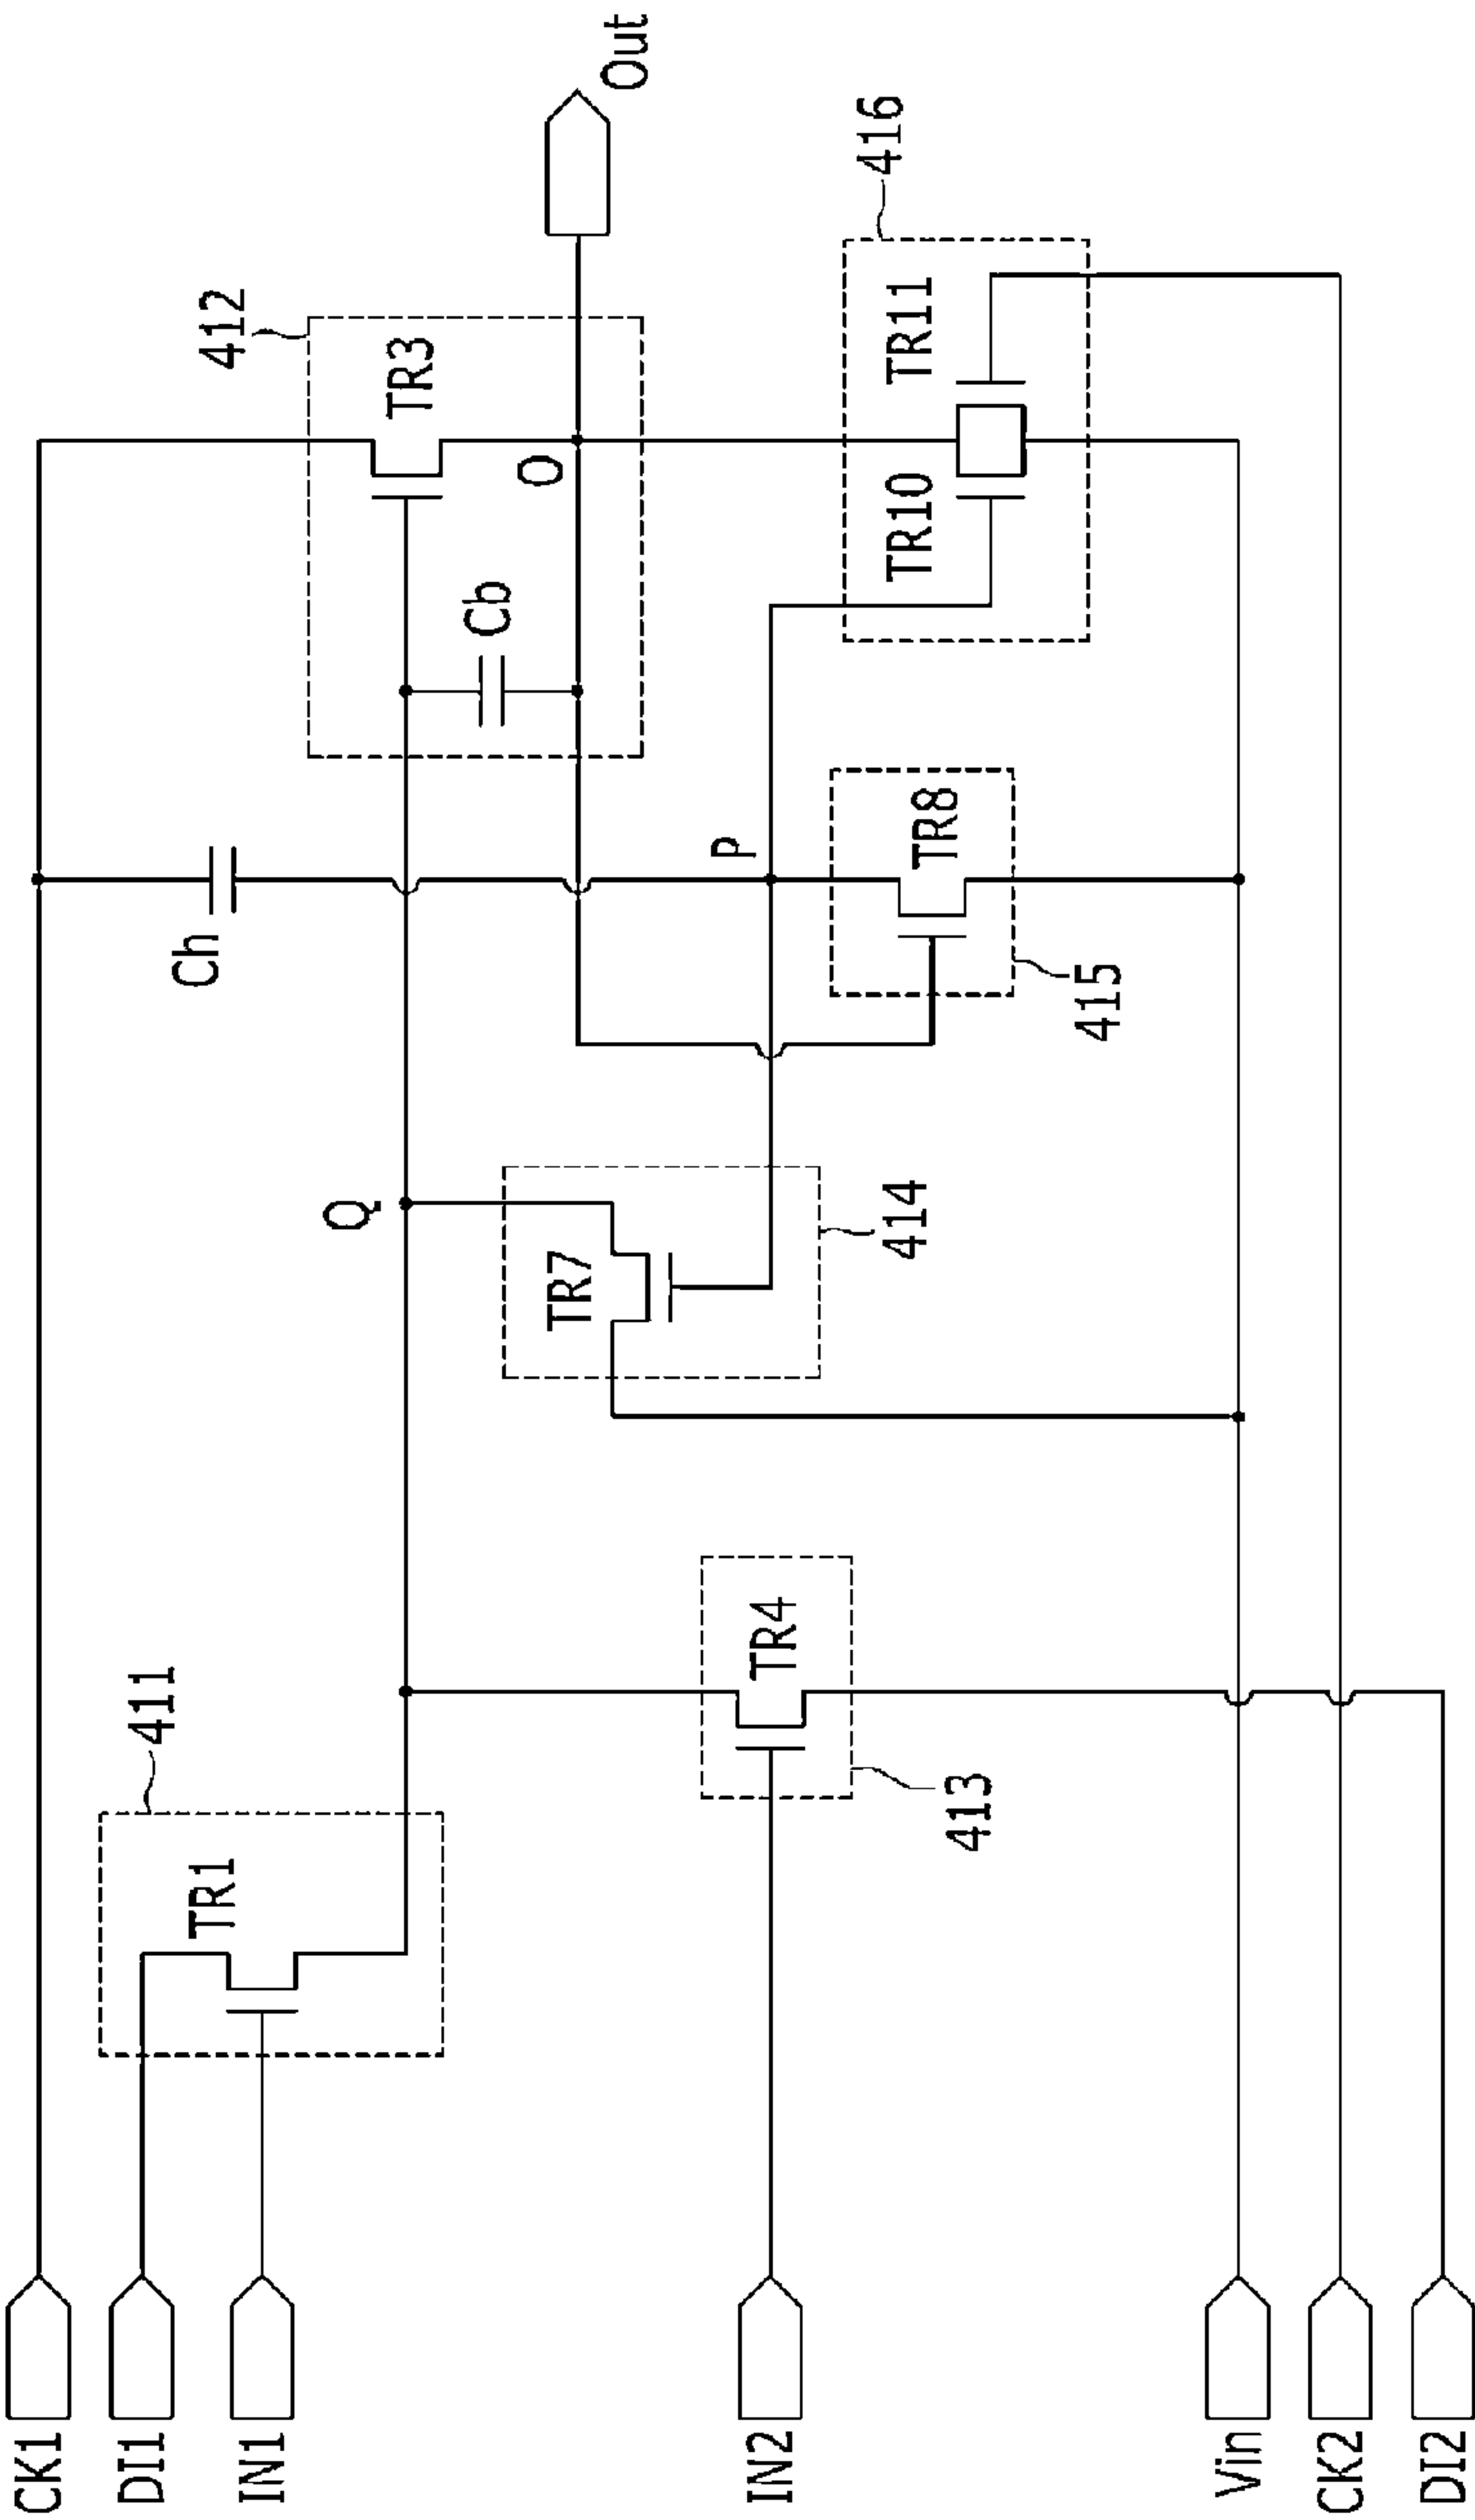 CK1
DI1
IN1
IN2
Vin
CK2
DI2
411
TR1
TR4
413
Q
TR7
414
Ch
P
TR8
415
412
TR3
Cb
O
Out
TR10
TR11
416